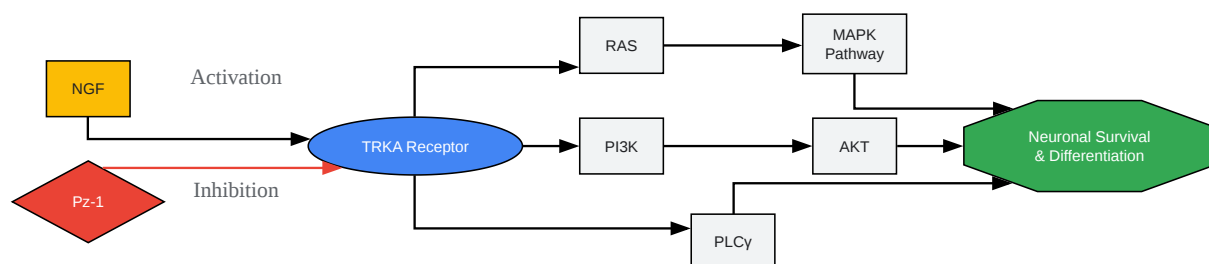 NGF
Activation
Pz-1
Inhibition
TRKA Receptor
RAS
MAPK
Pathway
PI3K
AKT
PLCγ
Neuronal Survival
& Differentiation